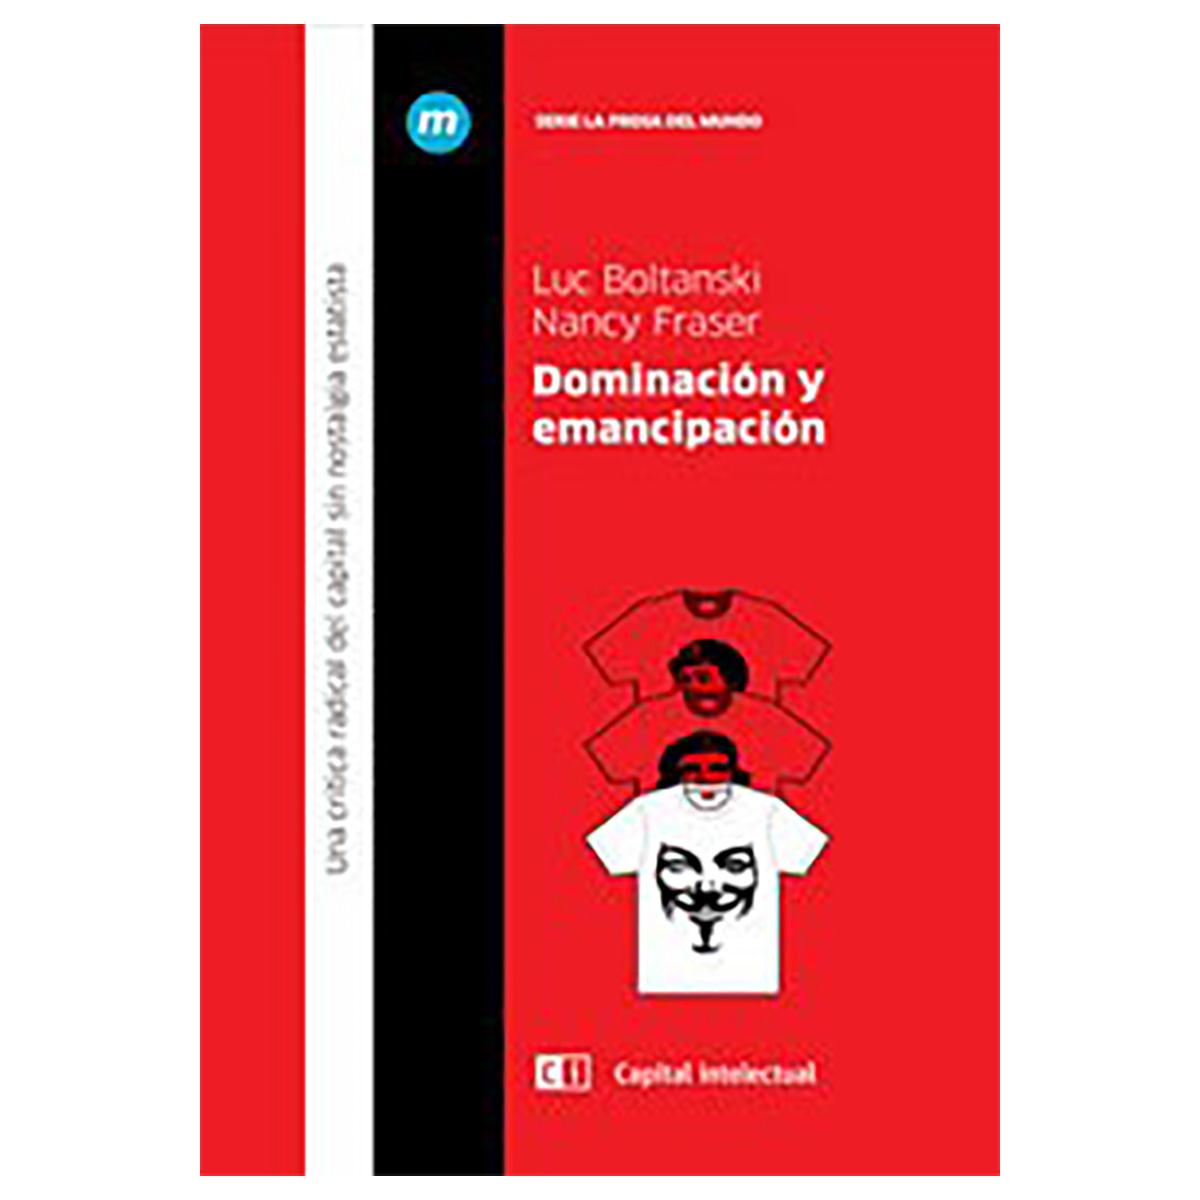 m
SERIE LA PROSA DEL MUNDO
Luc Boltanski
Nancy Fraser
Dominación y
emancipación
Una crítica radical del capital sin nostalgia estatista
Ci Capital intelectual